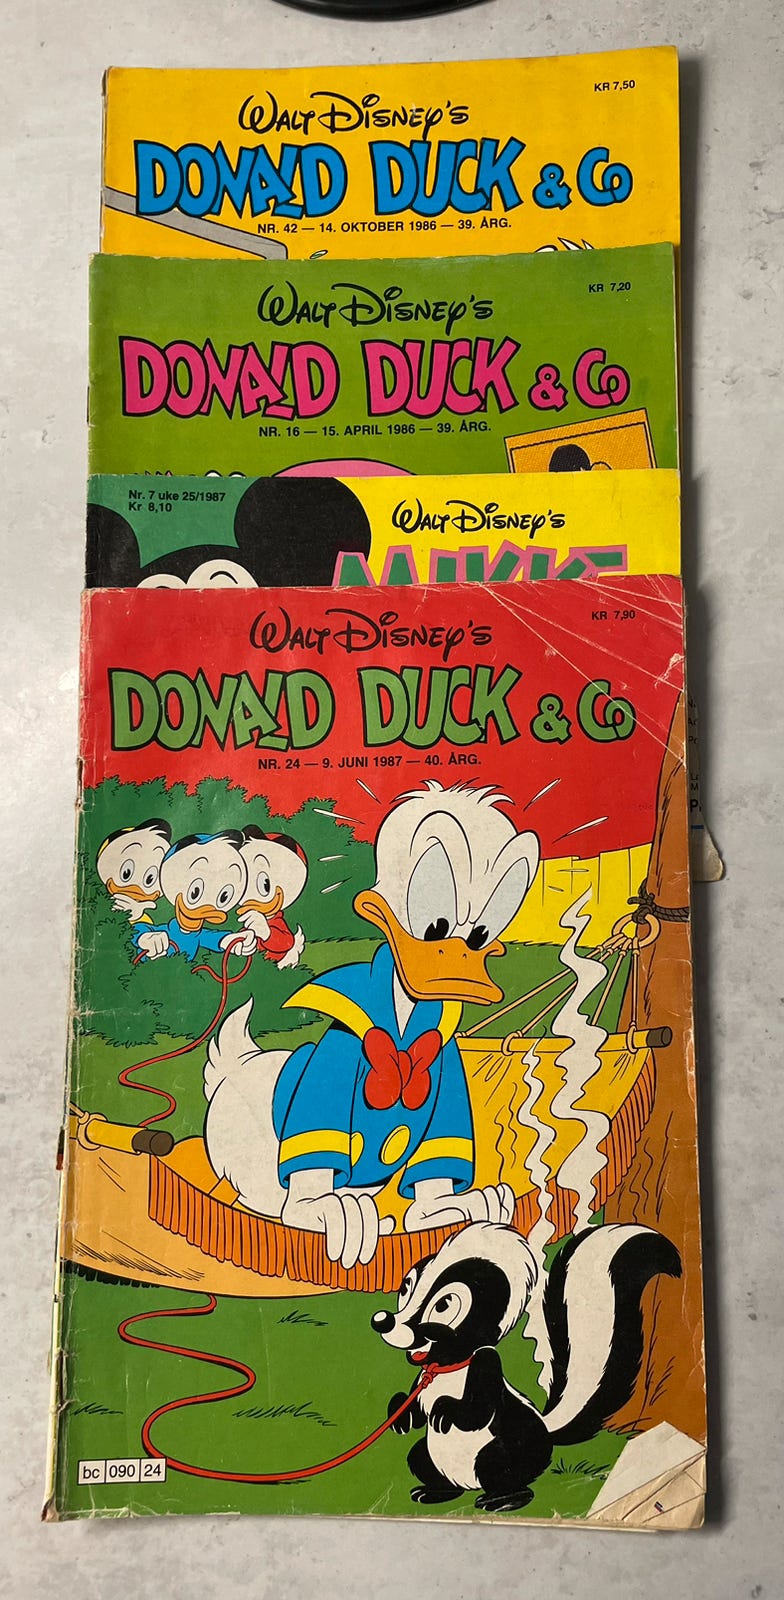 KR 7,50
WALT DISNEY'S
DONALD DUCK & Co
NR. 42 — 14. OKTOBER 1986 — 39. ÅRG.
KR 7,20
WALT DISNEY'S
DONALD DUCK & Co
NR. 16 — 15. APRIL 1986 — 39. ÅRG.
Nr. 7 uke 25/1987
Kr 8,10
WALT DISNEY'S
MIKKE
KR 7,90
WALT DISNEY'S
DONALD DUCK & Co
NR. 24 — 9. JUNI 1987 — 40. ÅRG.
bc 090 24